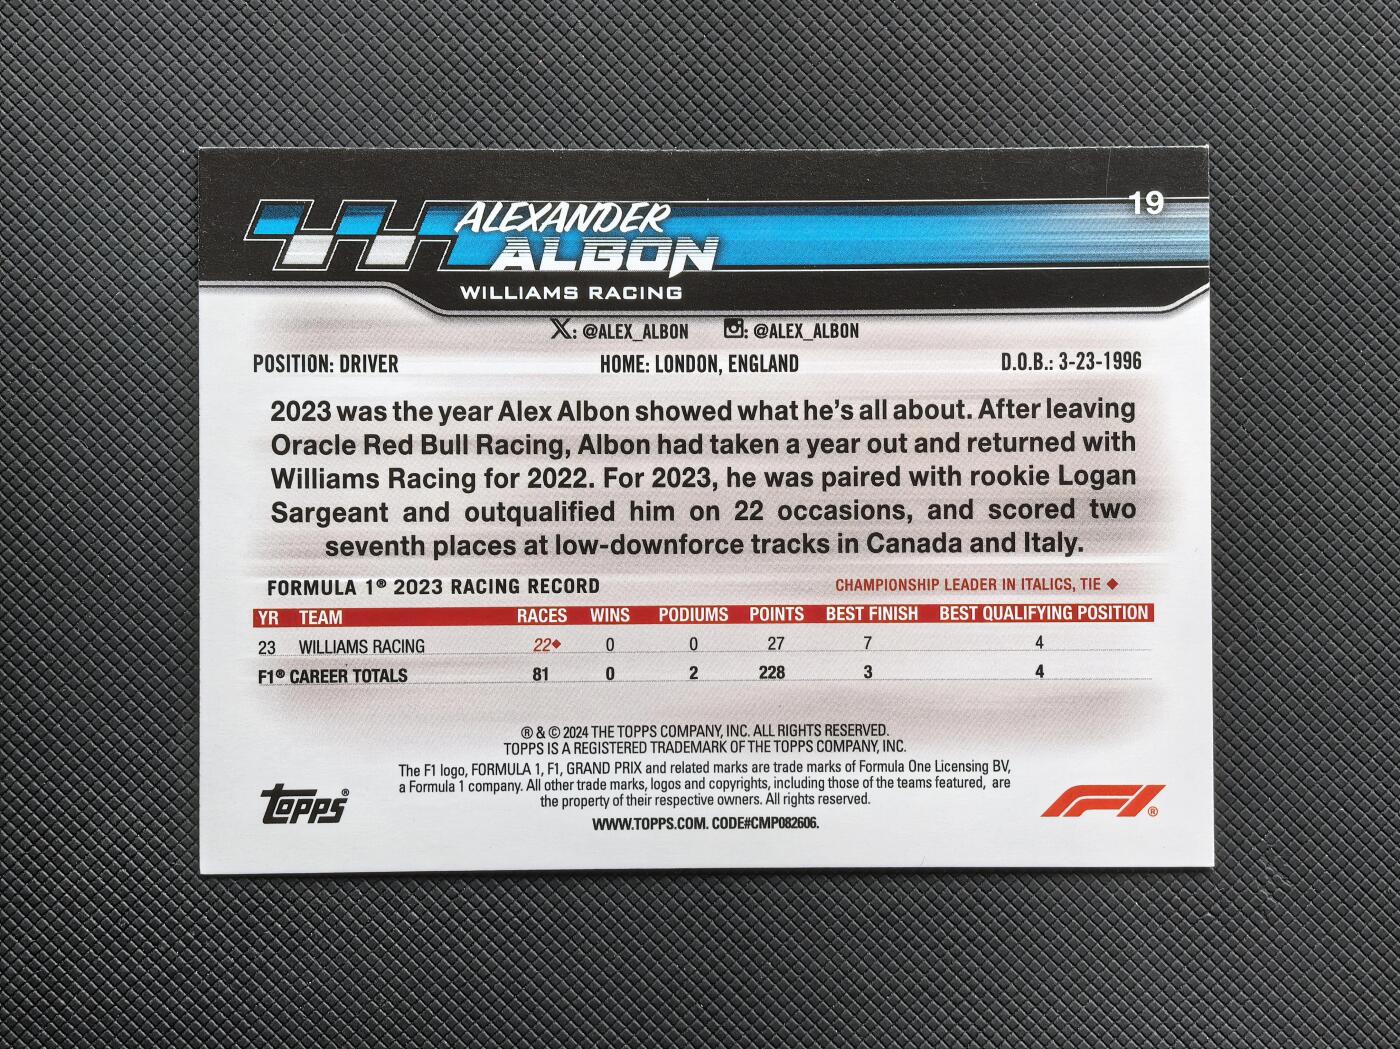 19
ALEXANDER
ALBON
WILLIAMS RACING
X: @ALEX_ALBON : @ALEX_ALBON
POSITION: DRIVER HOME: LONDON, ENGLAND D.O.B.: 3-23-1996
2023 was the year Alex Albon showed what he's all about. After leaving
Oracle Red Bull Racing, Albon had taken a year out and returned with
Williams Racing for 2022. For 2023, he was paired with rookie Logan
Sargeant and outqualified him on 22 occasions, and scored two
seventh places at low-downforce tracks in Canada and Italy.
FORMULA 1® 2023 RACING RECORD CHAMPIONSHIP LEADER IN ITALICS, TIE ◆
YR TEAM RACES WINS PODIUMS POINTS BEST FINISH BEST QUALIFYING POSITION
23 WILLIAMS RACING 22◆ 0 0 27 7 4
F1® CAREER TOTALS 81 0 2 228 3 4
® & © 2024 THE TOPPS COMPANY, INC. ALL RIGHTS RESERVED.
TOPPS IS A REGISTERED TRADEMARK OF THE TOPPS COMPANY, INC.
The F1 logo, FORMULA 1, F1, GRAND PRIX and related marks are trade marks of Formula One Licensing BV,
a Formula 1 company. All other trade marks, logos and copyrights, including those of the teams featured, are
the property of their respective owners. All rights reserved.
WWW.TOPPS.COM. CODE#CMP082606.
Topps®
F1®